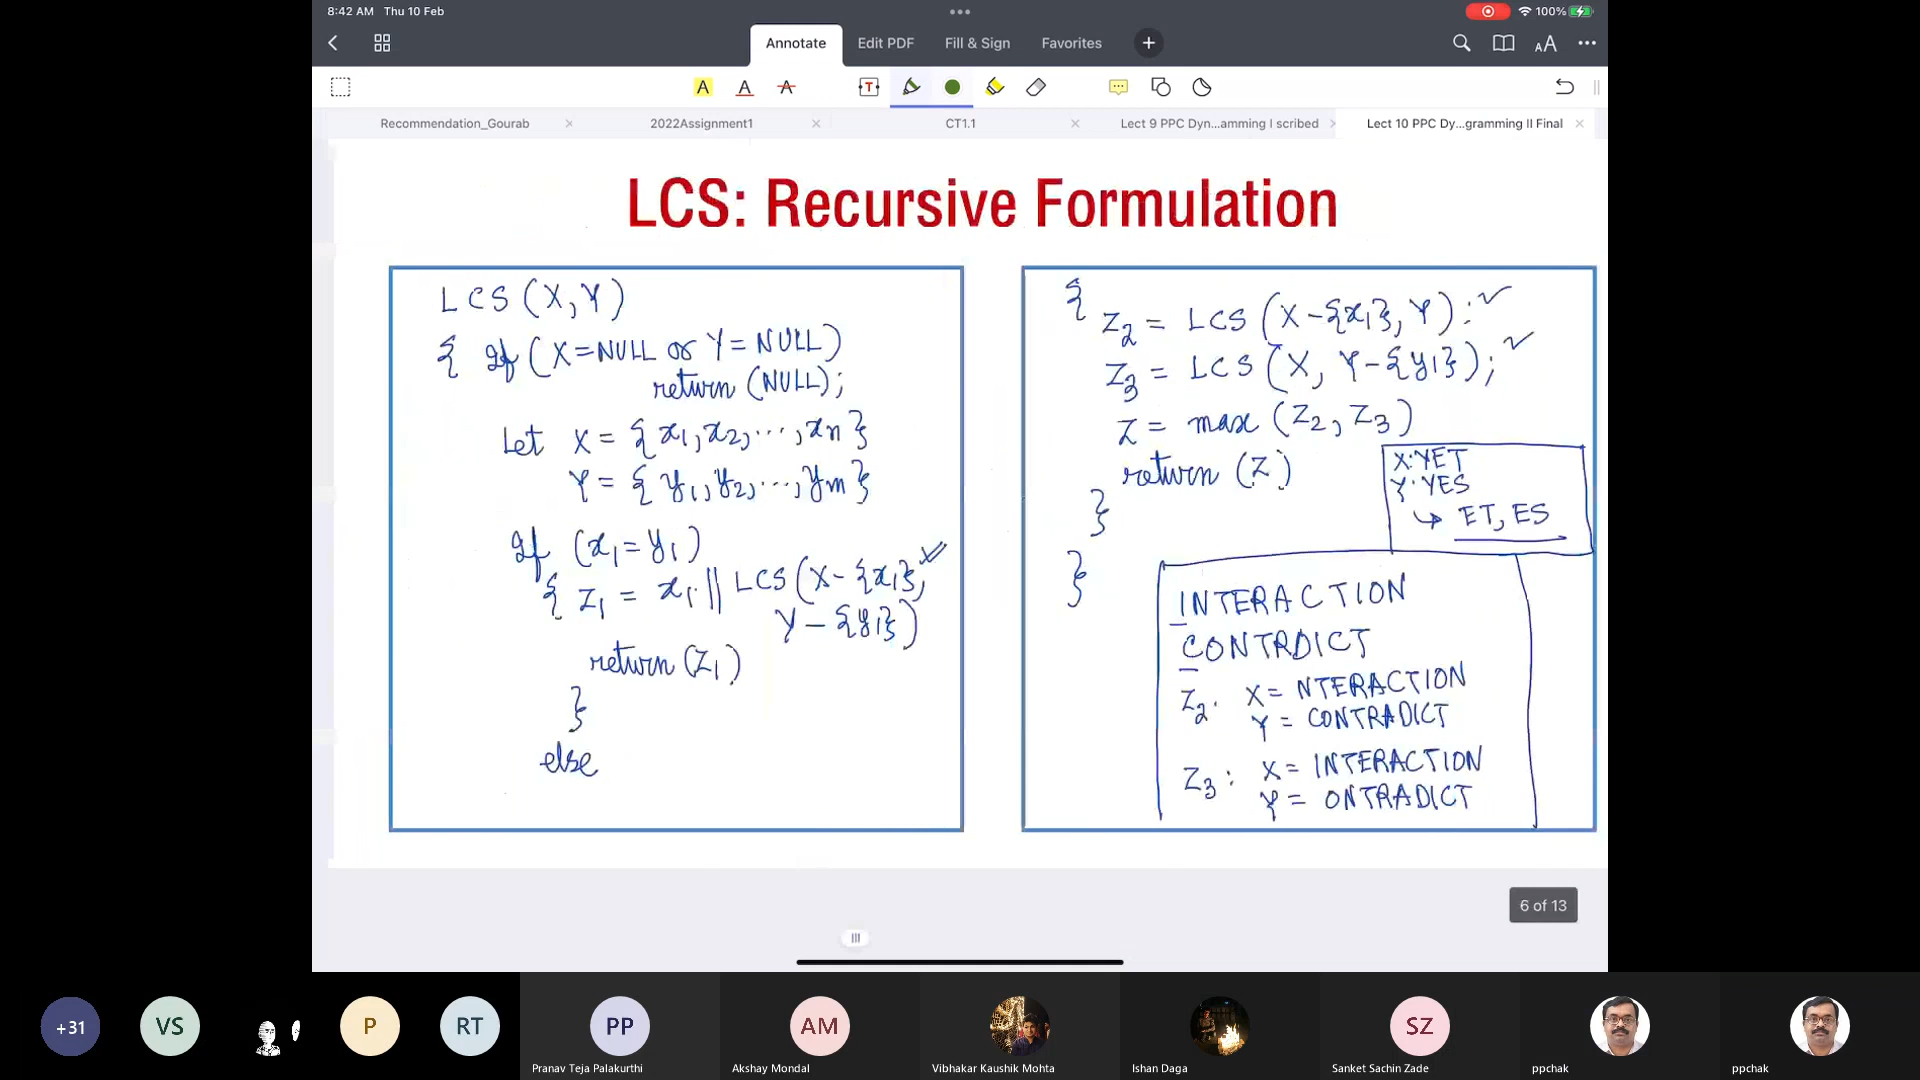 8:42 AM Thu 10 Feb
100%
Annotate
Edit PDF
Fill & Sign
Favorites
AA
A A A T
Recommendation_Gourab
2022Assignment1
CT1.1
Lect 9 PPC Dyn...amming I scribed
Lect 10 PPC Dy...gramming II Final
LCS: Recursive Formulation
LCS (X,Y)
{ If (X=NULL or Y=NULL)
return (NULL);
Let X = {x1,x2,...,xn}
Y = {y1,y2,...,ym}
If (x1=y1)
{ Z1 = x1 || LCS(X-{x1},
Y-{y1})
return (Z1)
}
else
{
Z2 = LCS (X-{x1}, Y);
Z3 = LCS (X, Y-{y1});
Z = max (Z2, Z3)
return (Z)
}
}
X:YET
Y:YES
↳ ET, ES
INTERACTION
CONTRDICT
Z2. X= NTERACTION
Y = CONTRADICT
Z3: X= INTERACTION
Y= ONTRADICT
6 of 13
+31
VS
P
RT
PP
Pranav Teja Palakurthi
AM
Akshay Mondal
Vibhakar Kaushik Mohta
Ishan Daga
SZ
Sanket Sachin Zade
ppchak
ppchak